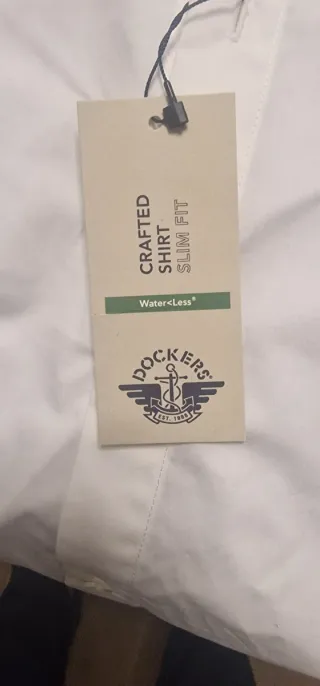 CRAFTED
SHIRT
SLIM FIT
Water<Less®
DOCKERS®
EST. 1986